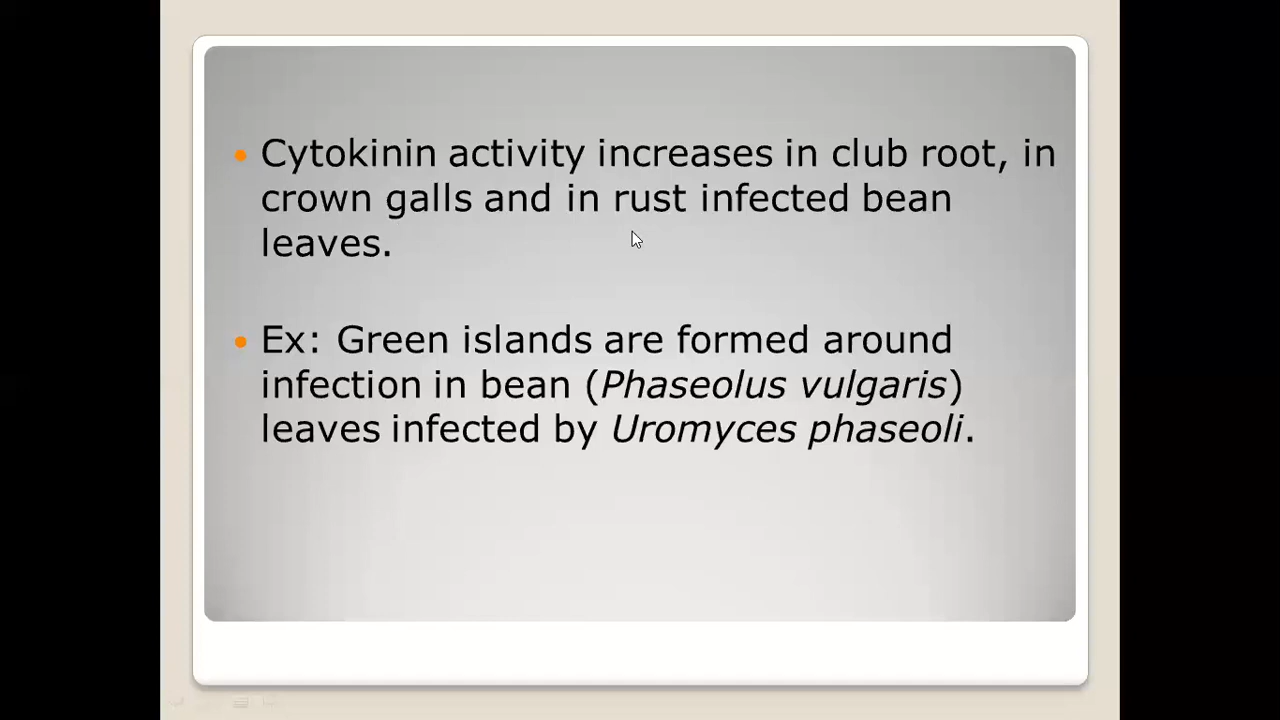 Cytokinin activity increases in club root, in
crown galls and in rust infected bean
leaves.
Ex: Green islands are formed around
infection in bean (Phaseolus vulgaris)
leaves infected by Uromyces phaseoli.